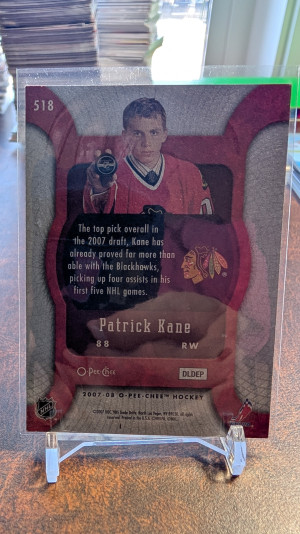 518
The top pick overall in
the 2007 draft, Kane has
already proved far more than
able with the Blackhawks,
picking up four assists in his
first five NHL games.
Patrick Kane
88 RW
O-Pee-Chee
DLDEP
2007-08 O-PEE-CHEE™ HOCKEY